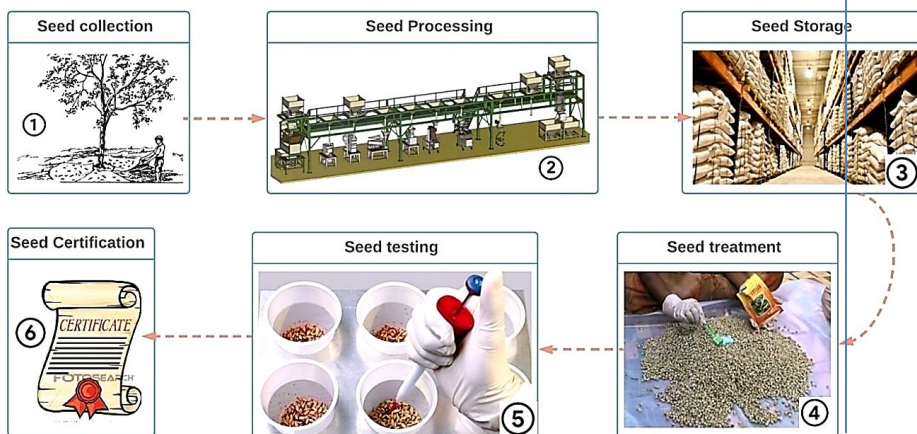 Seed collection
1
Seed Processing
2
Seed Storage
3
Seed treatment
4
Seed testing
5
Seed Certification
6
CERTIFICATE
FOTOSEARCH